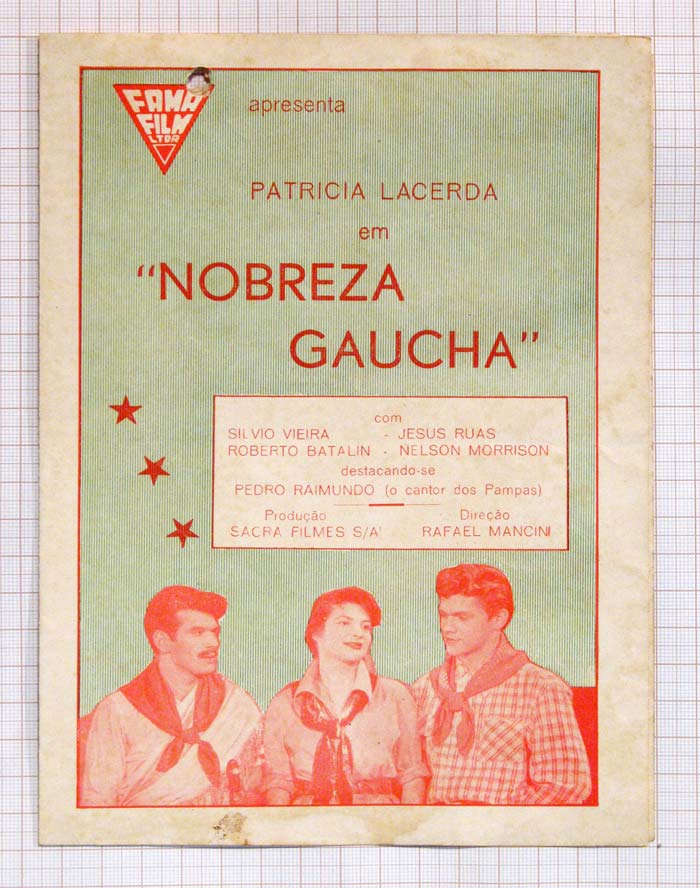 FAMA
FILM
LTDA
apresenta
PATRICIA LACERDA
em
"NOBREZA
GAUCHA"
com
SILVIO VIEIRA - JESUS RUAS
ROBERTO BATALIN - NELSON MORRISON
destacando-se
PEDRO RAIMUNDO (o cantor dos Pampas)
Produção Direção
SACRA FILMES S/A RAFAEL MANCINI